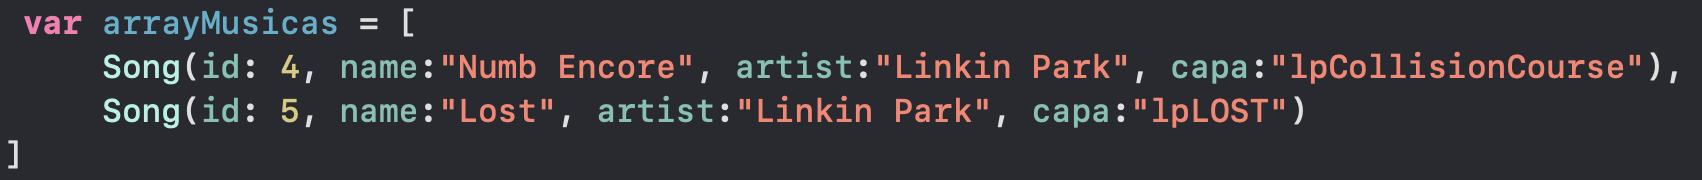 var arrayMusicas = [
Song(id: 4, name:"Numb Encore", artist:"Linkin Park", capa:"lpCollisionCourse"),
Song(id: 5, name:"Lost", artist:"Linkin Park", capa:"lpLOST")
]